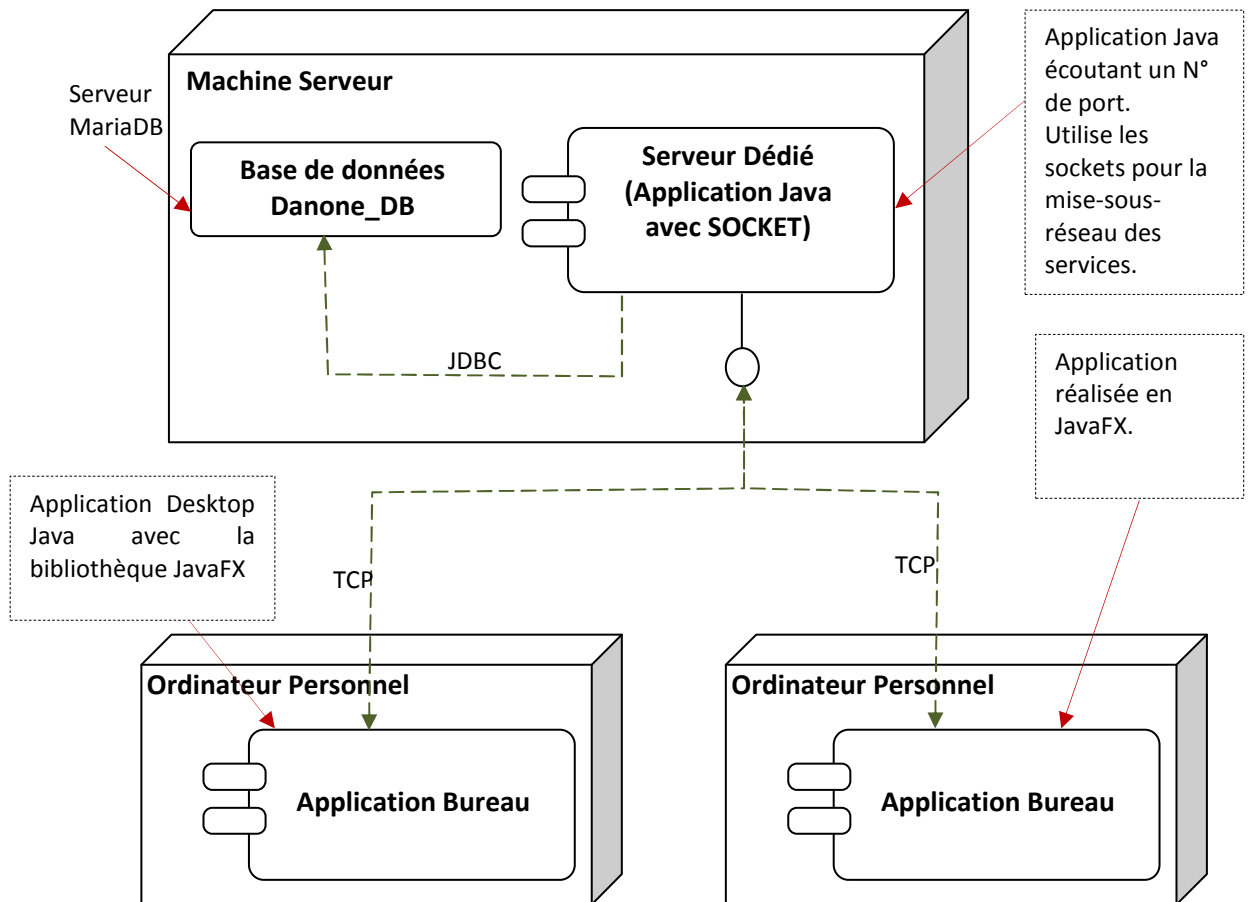 Machine Serveur
Serveur
MariaDB
Base de données
Danone_DB
Serveur Dédié
(Application Java
avec SOCKET)
Application Java
écoutant un N°
de port.
Utilise les
sockets pour la
mise-sous-
réseau des
services.
JDBC
Application
réalisée en
JavaFX.
Application Desktop
Java avec la
bibliothèque JavaFX
TCP
TCP
Ordinateur Personnel
Application Bureau
Ordinateur Personnel
Application Bureau